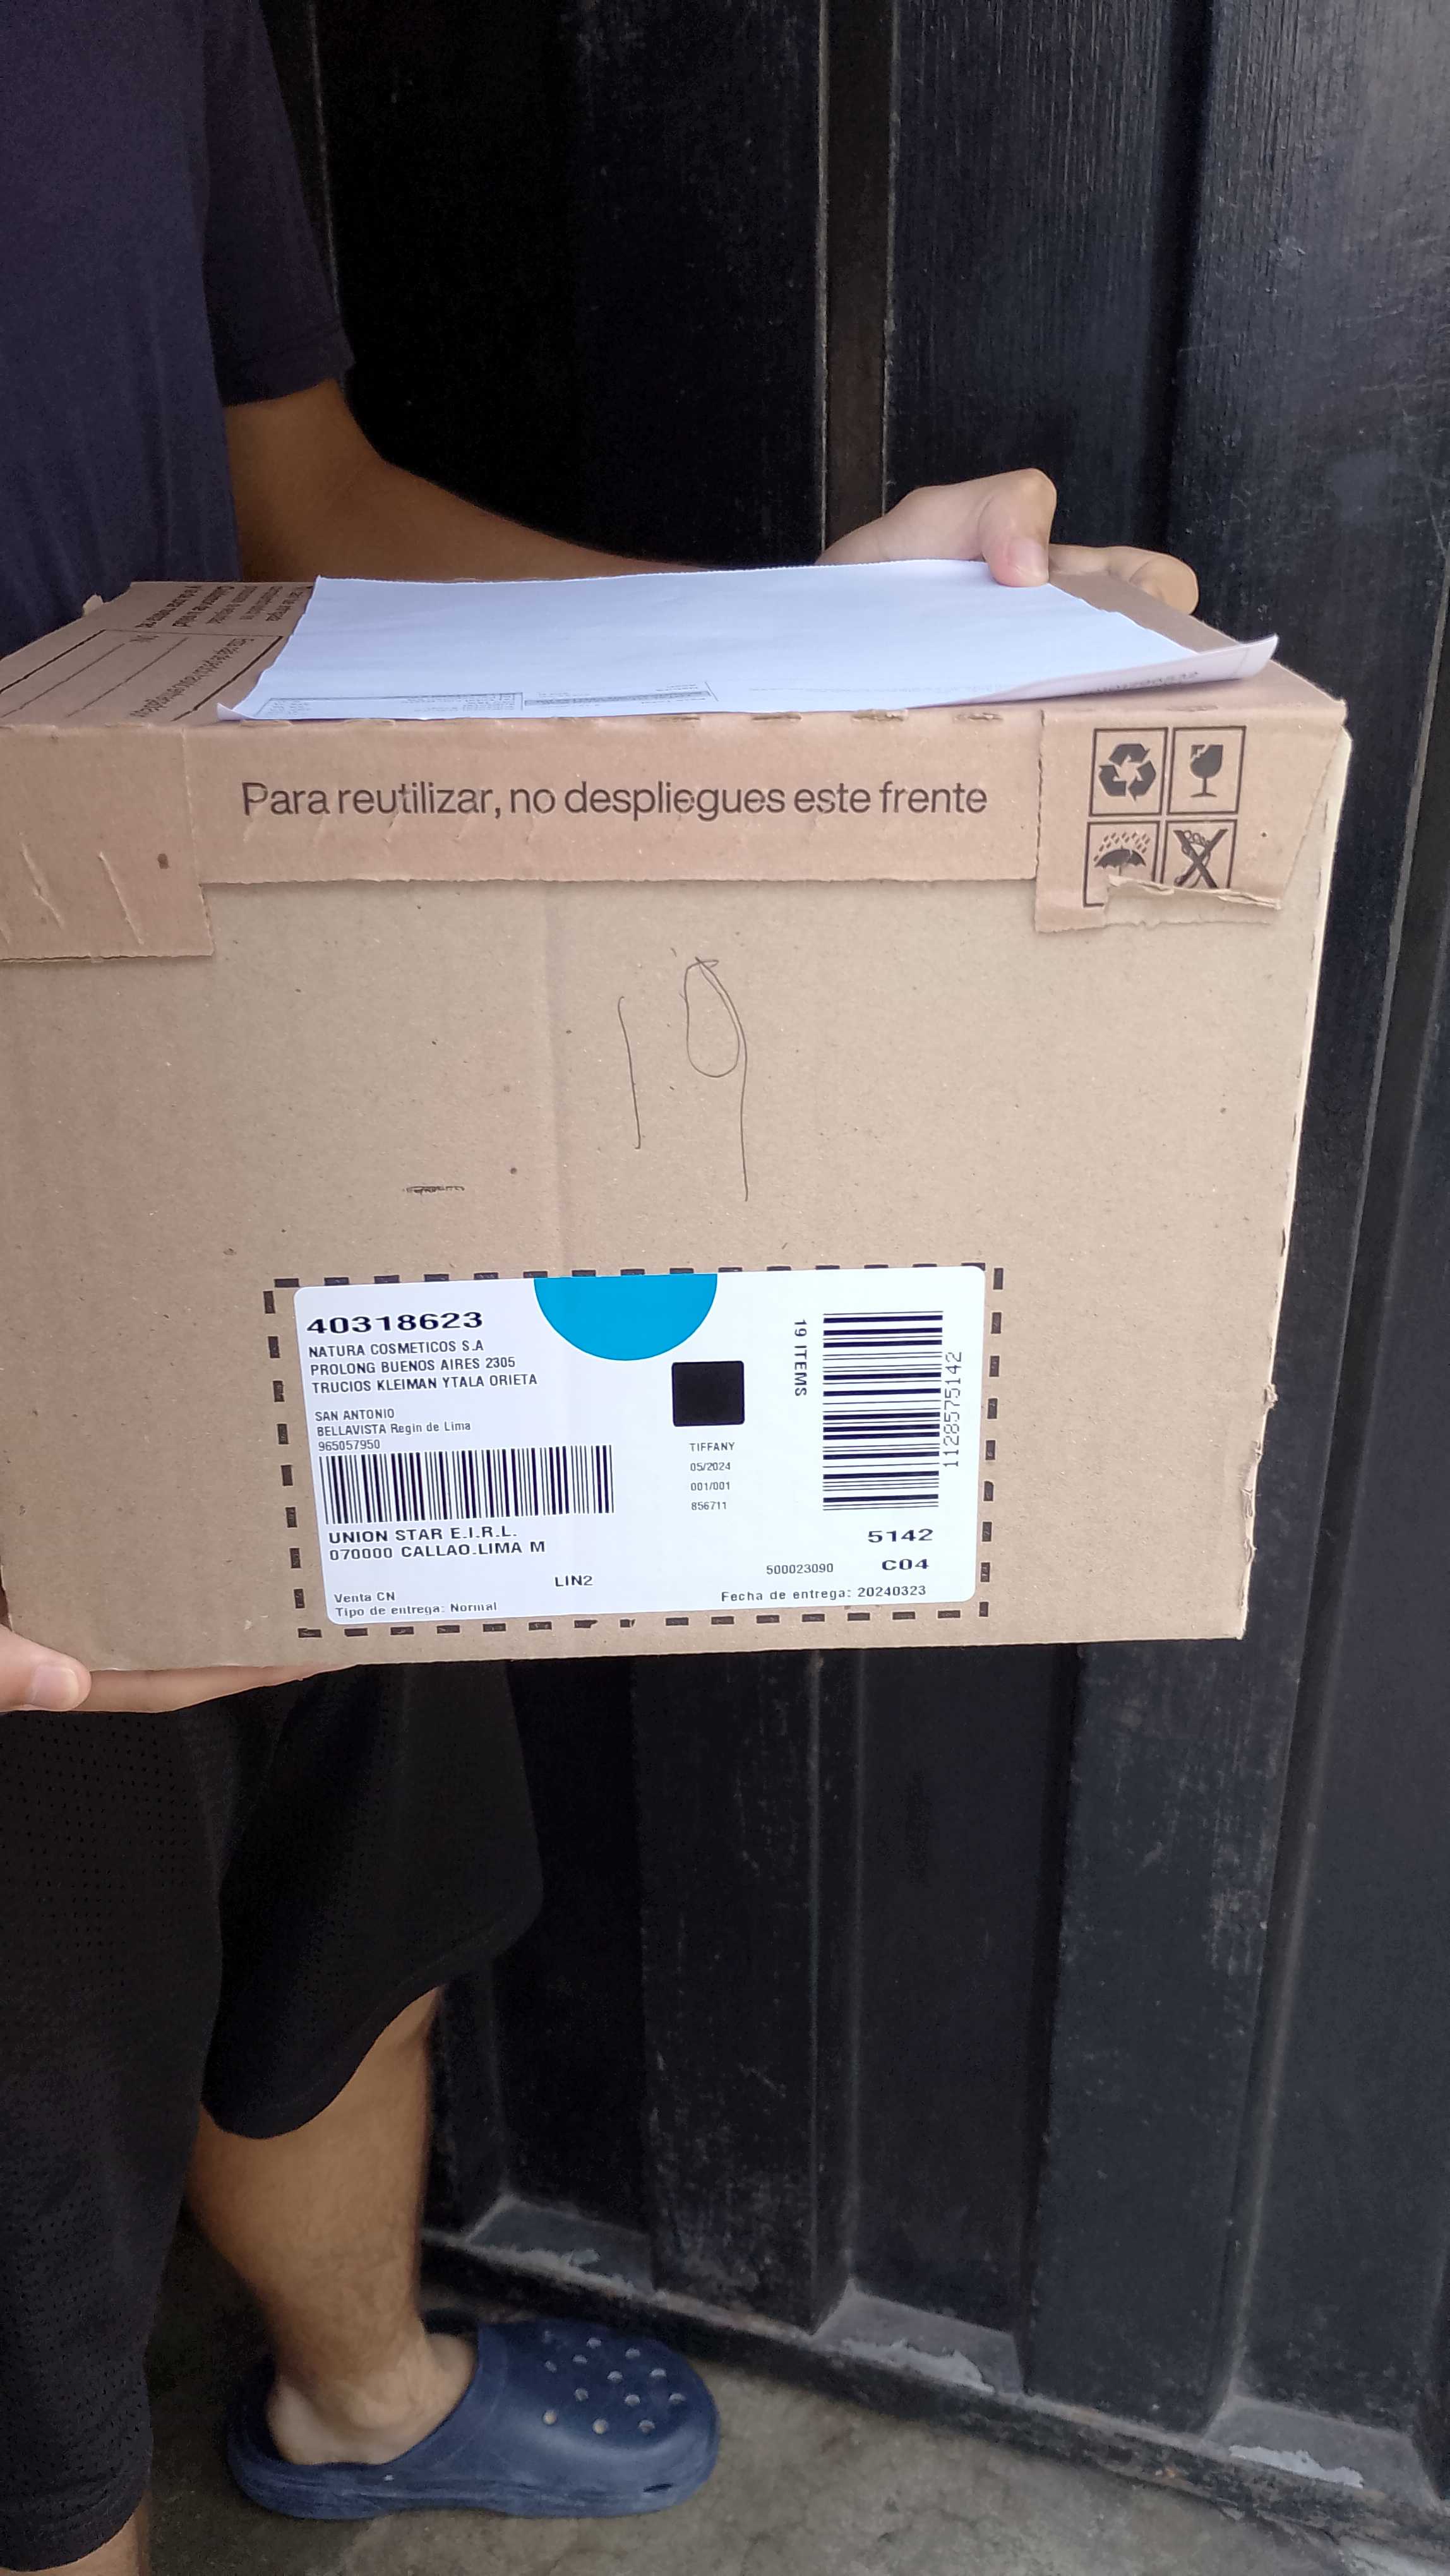 Para reutilizar, no despliegues este frente
19
40318623
NATURA COSMETICOS S.A
PROLONG BUENOS AIRES 2305
TRUCIOS KLEIMAN YTALA ORIETA
SAN ANTONIO
BELLAVISTA Regin de Lima
965057950
UNION STAR E.I.R.L.
070000 CALLAO.LIMA M
LIN2
Venta CN
Tipo de entrega: Normal
TIFFANY
05/2024
001/001
856711
19 ITEMS
1128575142
5142
500023090 C04
Fecha de entrega: 20240323